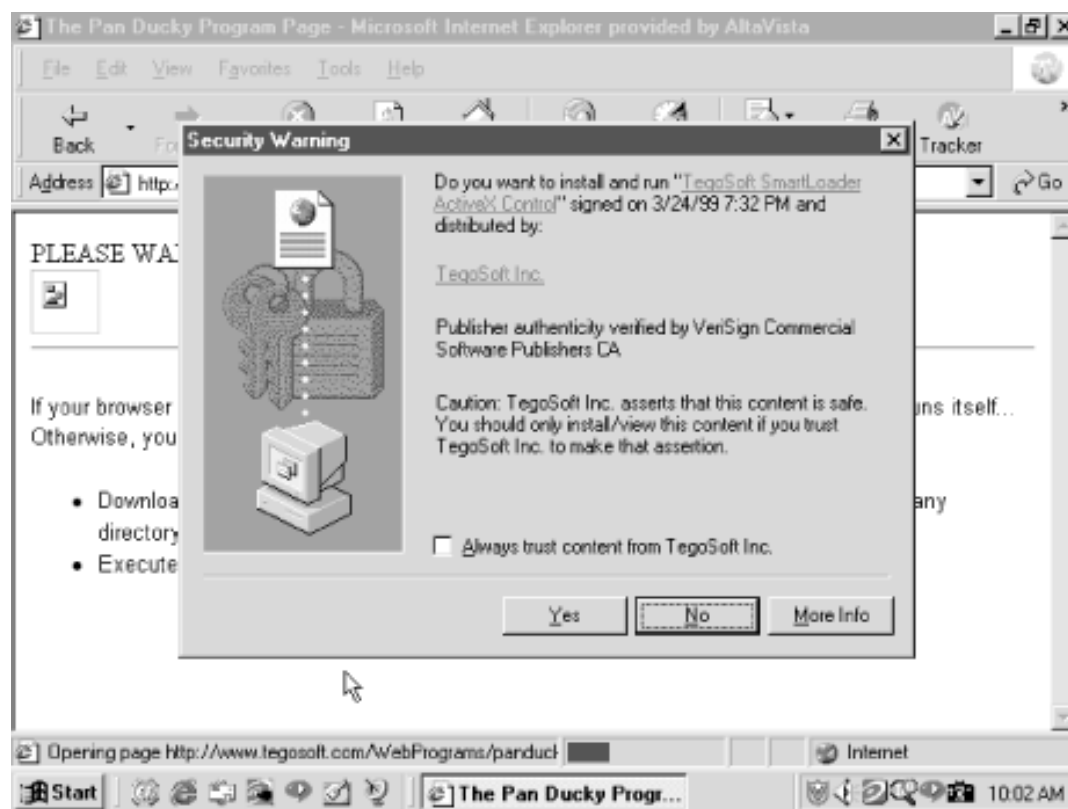 The Pan Ducky Program Page - Microsoft Internet Explorer provided by AltaVista
File Edit View Favorites Tools Help
Back Tracker
Address http: Go
Security Warning
Do you want to install and run "TegoSoft SmartLoader
ActiveX Control" signed on 3/24/99 7:32 PM and
distributed by:
TegoSoft Inc.
Publisher authenticity verified by VeriSign Commercial
Software Publishers CA
Caution: TegoSoft Inc. asserts that this content is safe.
You should only install/view this content if you trust
TegoSoft Inc. to make that assertion.
Always trust content from TegoSoft Inc.
Yes No More Info
PLEASE WA
If your browser uns itself...
Otherwise, you
• Downloa any
directory
• Execute
Opening page http://www.tegosoft.com/WebPrograms/panduck Internet
Start The Pan Ducky Progr... 10:02 AM